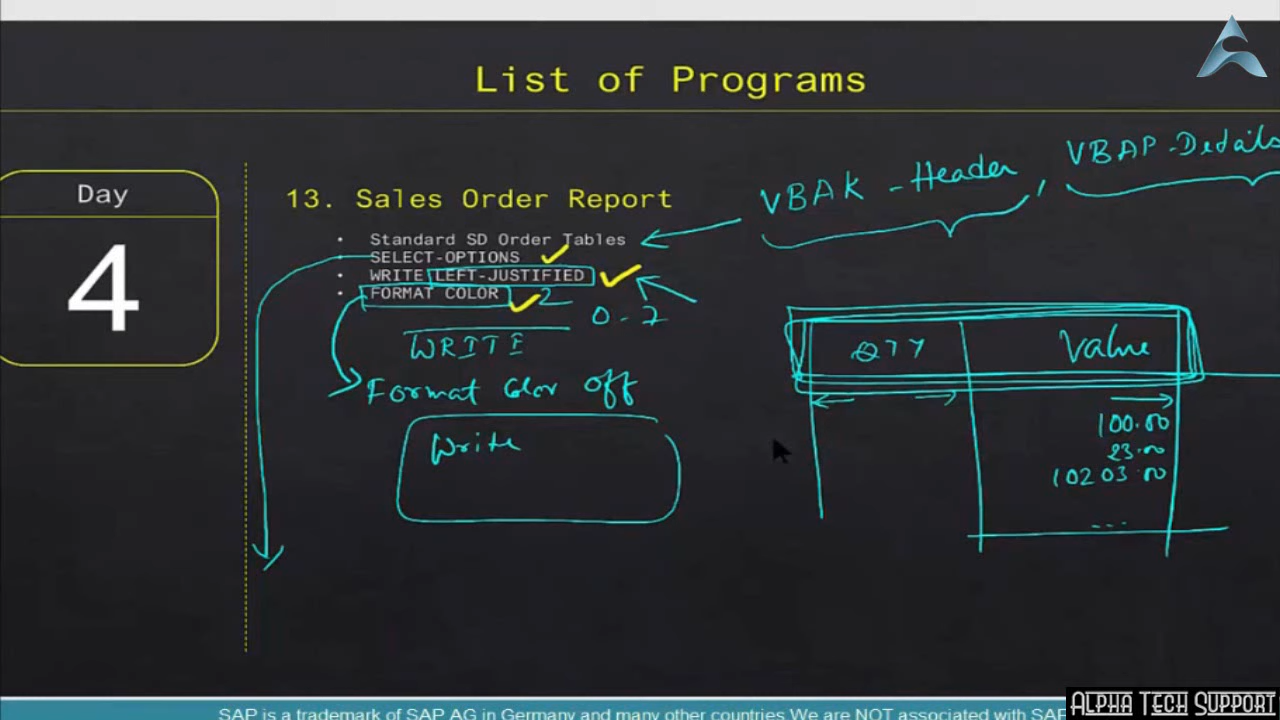 List of Programs
Day
4
13. Sales Order Report
• Standard SD Order Tables
• SELECT-OPTIONS
• WRITE LEFT-JUSTIFIED
• FORMAT COLOR 2
0 - 7
WRITE
Format Color Off
Write
VBAK - Header , VBAP - Details
QTY Value
100.00
23.00
10203.00
...
SAP is a trademark of SAP AG in Germany and many other countries We are NOT associated with SAP
ALPHA TECH SUPPORT